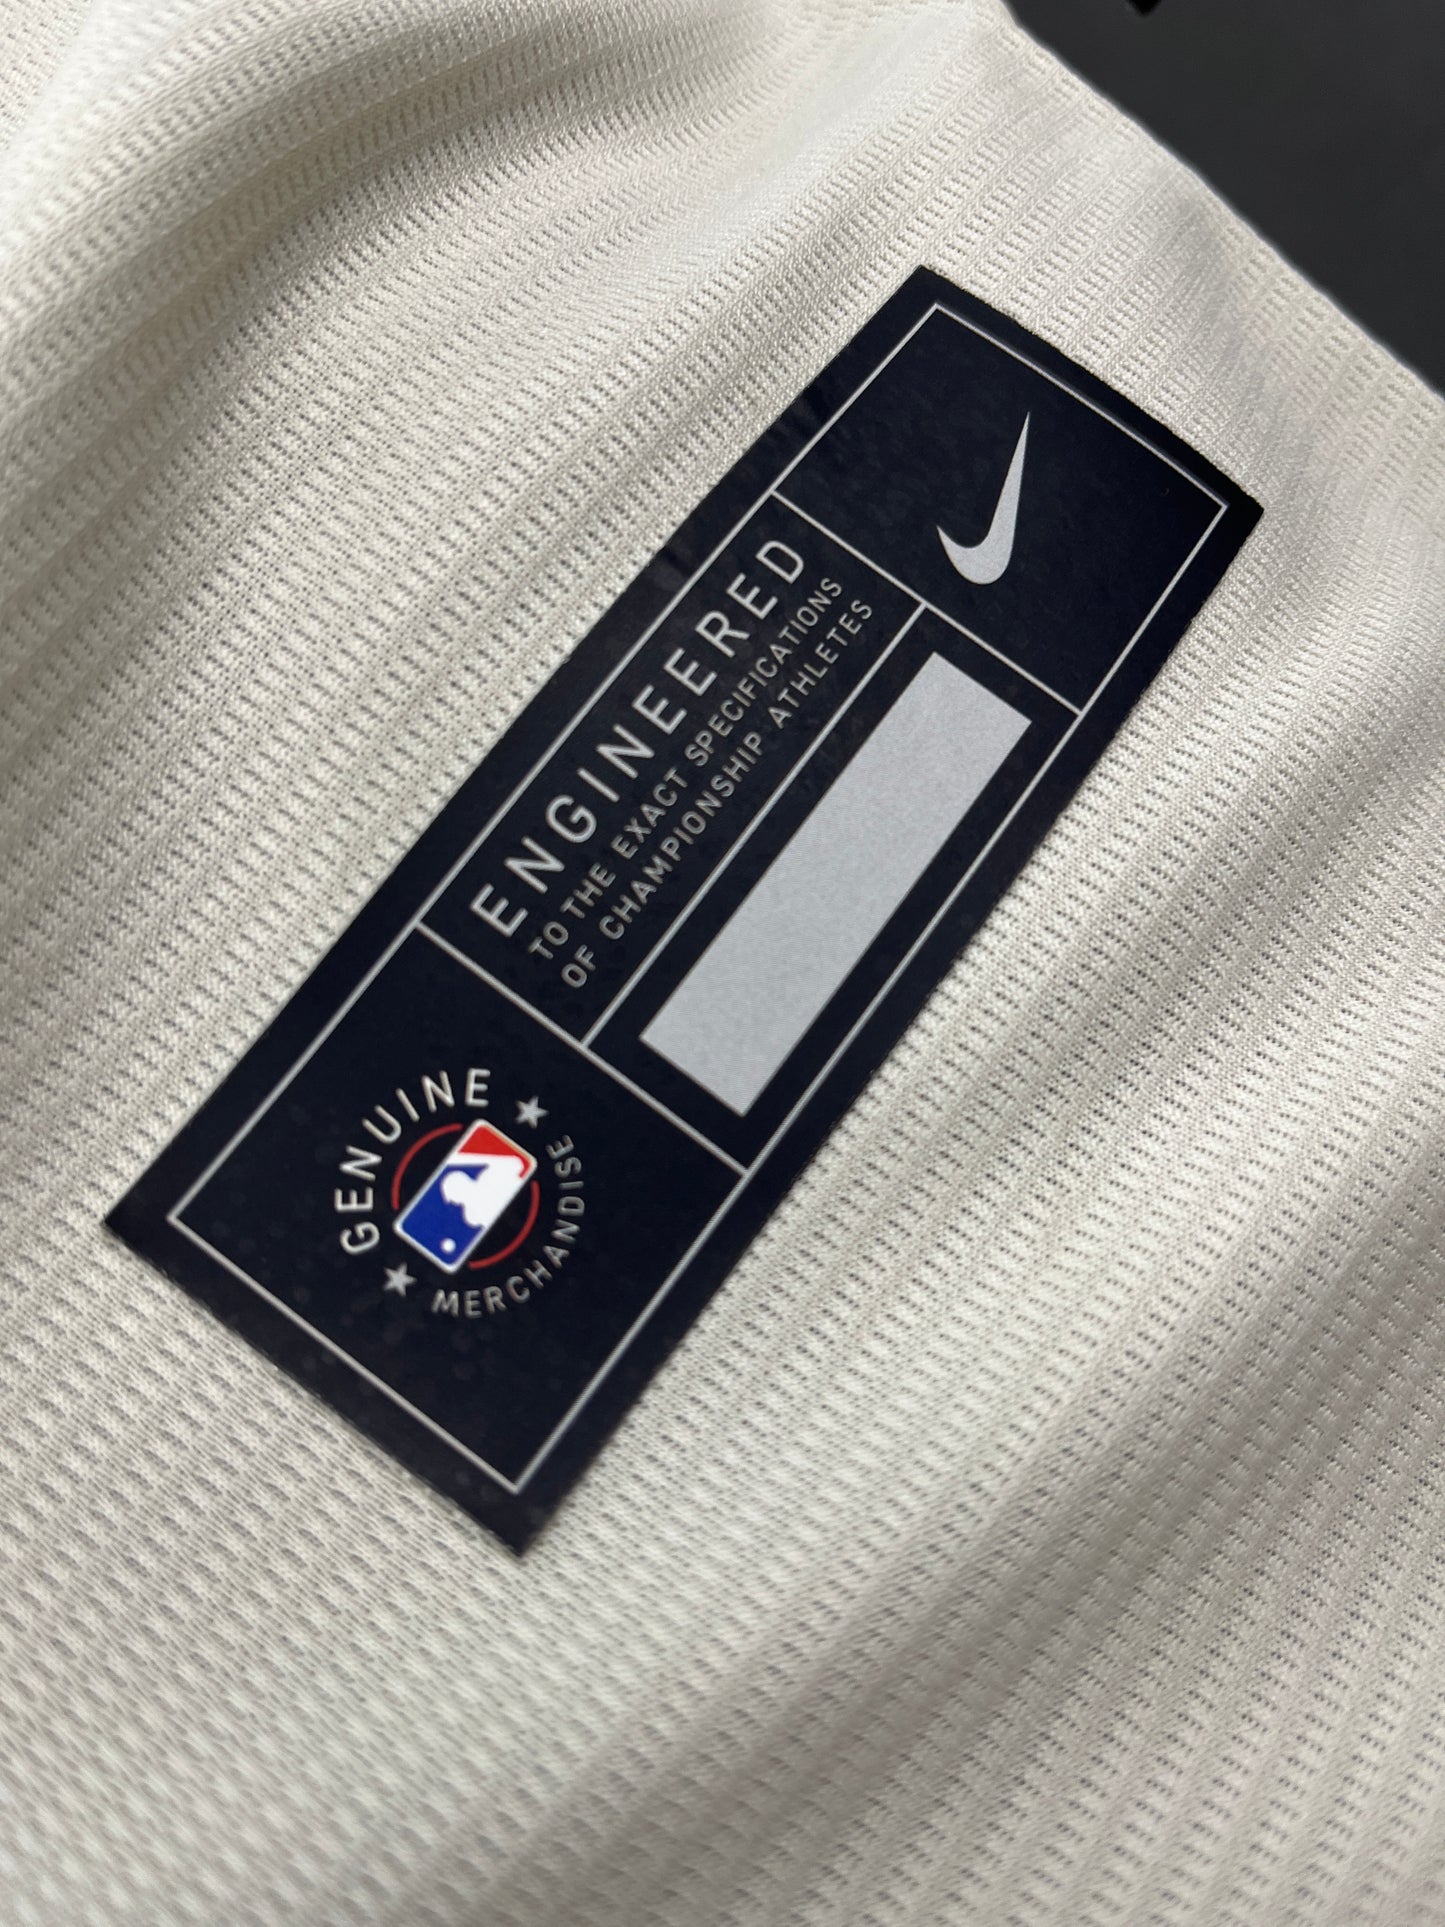 ENGINEERED
TO THE EXACT SPECIFICATIONS
OF CHAMPIONSHIP ATHLETES
GENUINE
MERCHANDISE